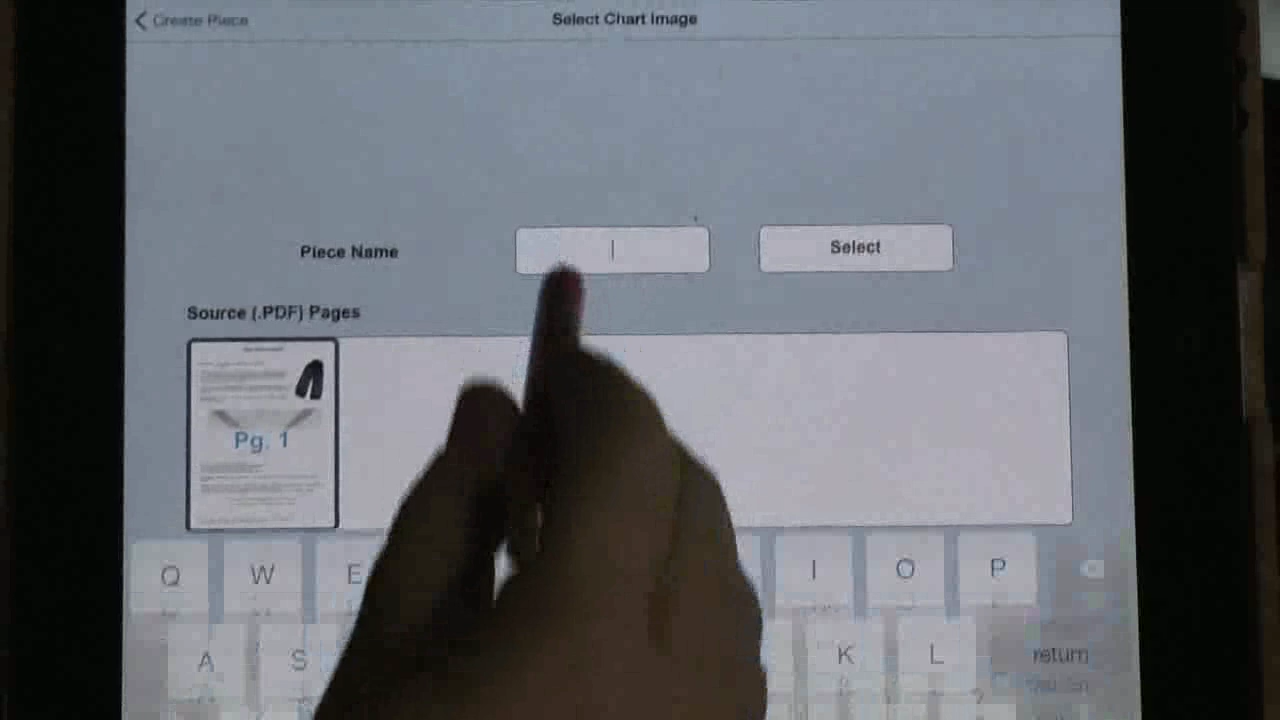 Create Piece
Select Chart Image
Piece Name
Select
Source (.PDF) Pages
Pg. 1
Q W E I O P
A S K L return